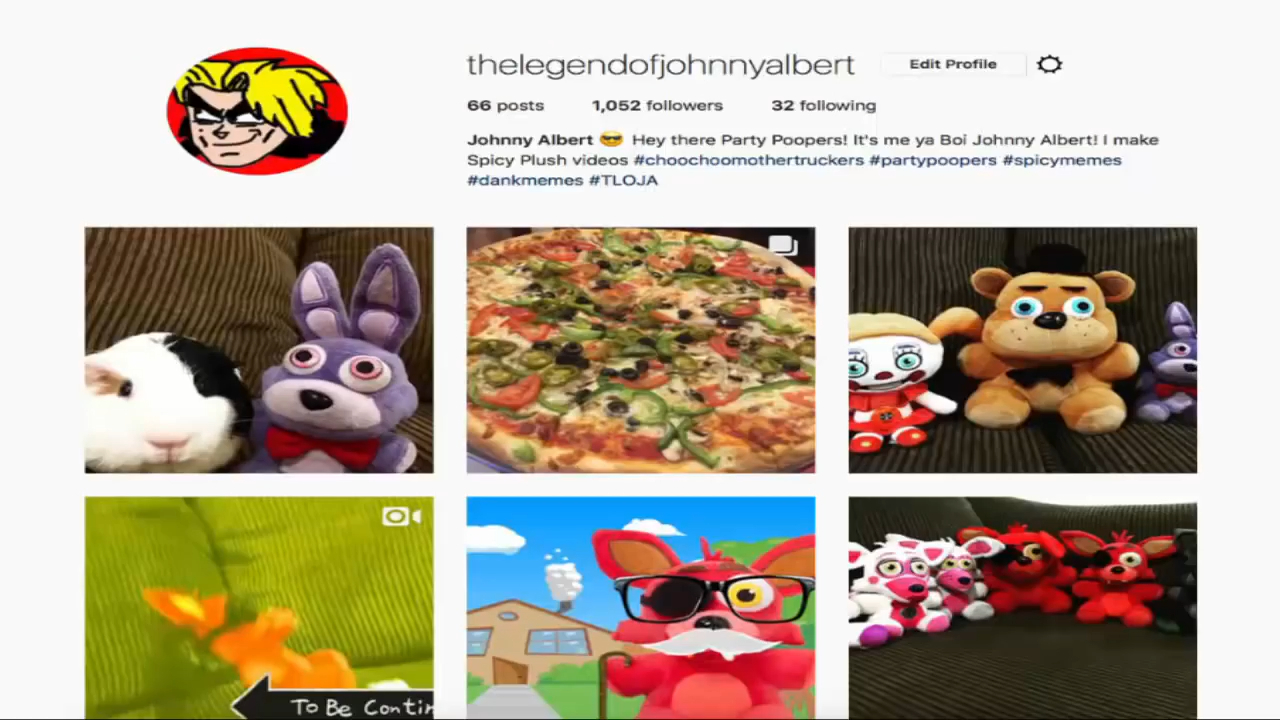 thelegendofjohnnyalbert Edit Profile
66 posts 1,052 followers 32 following
Johnny Albert 😎 Hey there Party Poopers! It's me ya Boi Johnny Albert! I make
Spicy Plush videos #choochoomothertruckers #partypoopers #spicymemes
#dankmemes #TLOJA
To Be Contin